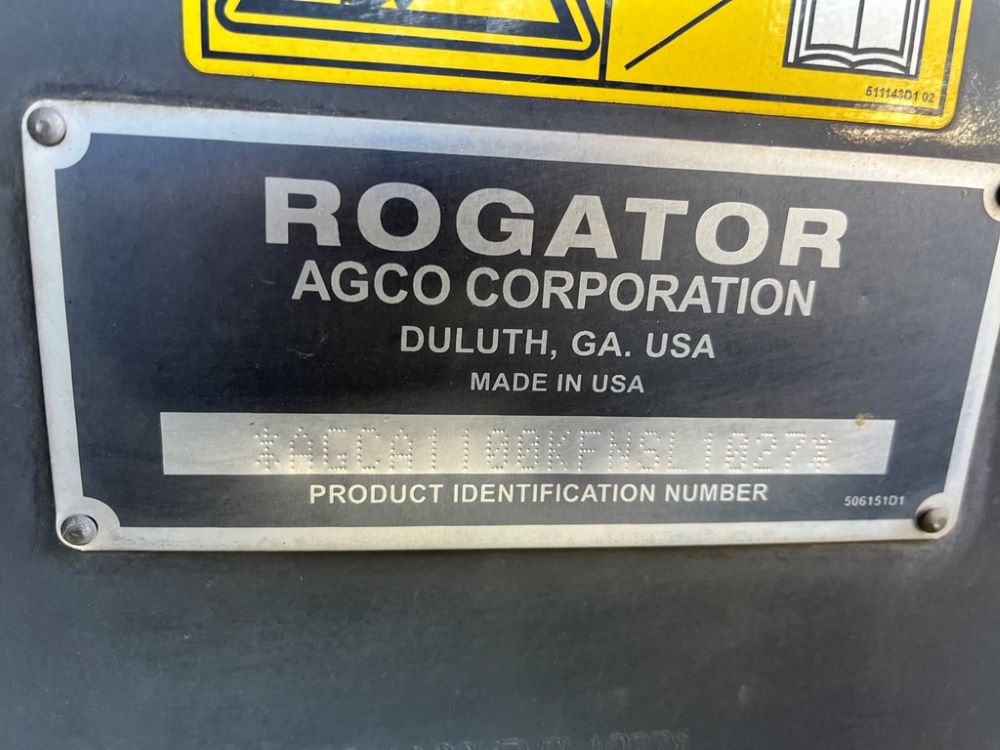 511143D1 02
ROGATOR
AGCO CORPORATION
DULUTH, GA. USA
MADE IN USA
*AGCA1100KFNSL1027*
PRODUCT IDENTIFICATION NUMBER
506151D1